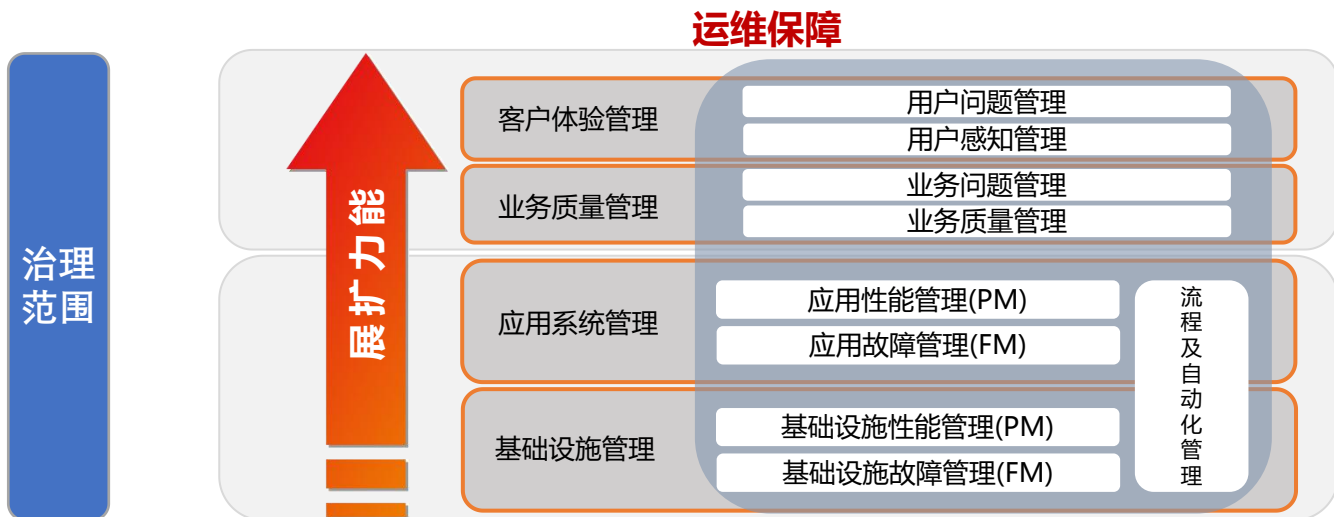 运维保障
治理
范围
能力扩展
客户体验管理
用户问题管理
用户感知管理
业务质量管理
业务问题管理
业务质量管理
应用系统管理
应用性能管理(PM)
应用故障管理(FM)
基础设施管理
基础设施性能管理(PM)
基础设施故障管理(FM)
流程及自动化管理